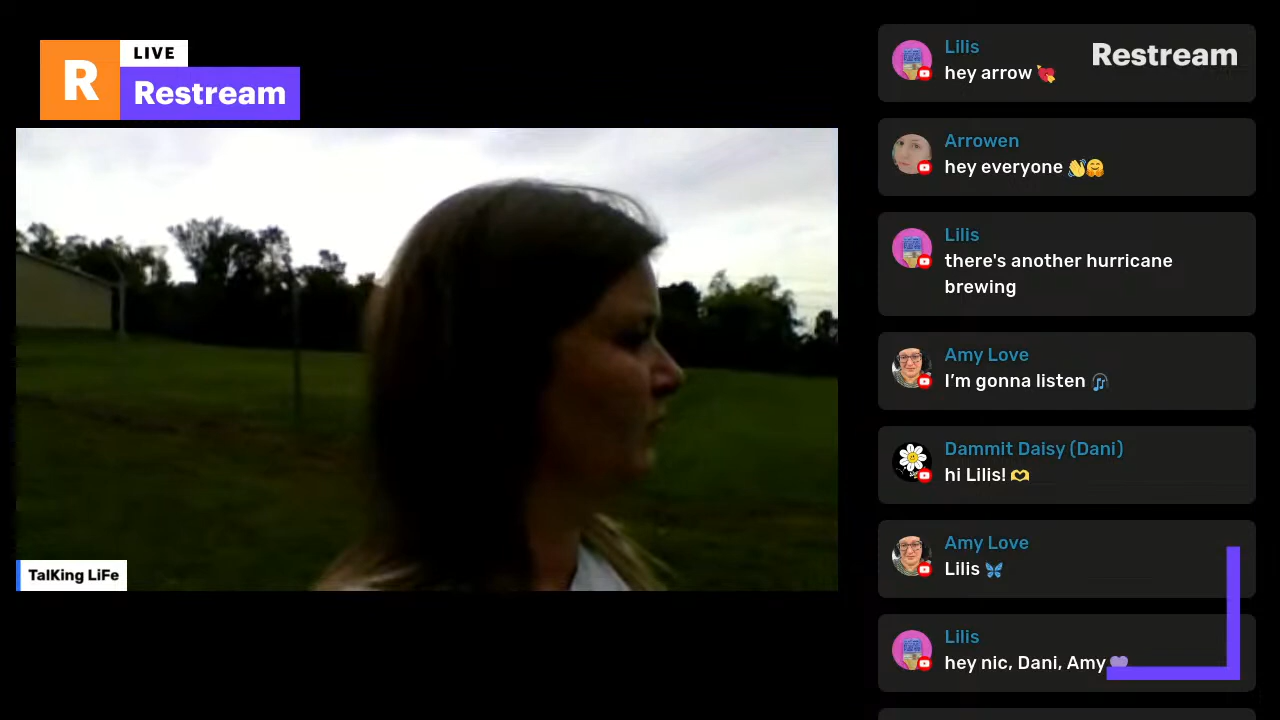 R
LIVE
Restream
TalKing LiFe
Restream
Lilis
hey arrow 💘
Arrowen
hey everyone 👋🤗
Lilis
there's another hurricane
brewing
Amy Love
I’m gonna listen 🎧
Dammit Daisy (Dani)
hi Lilis! 🫶
Amy Love
Lilis 🦋
Lilis
hey nic, Dani, Amy 💜